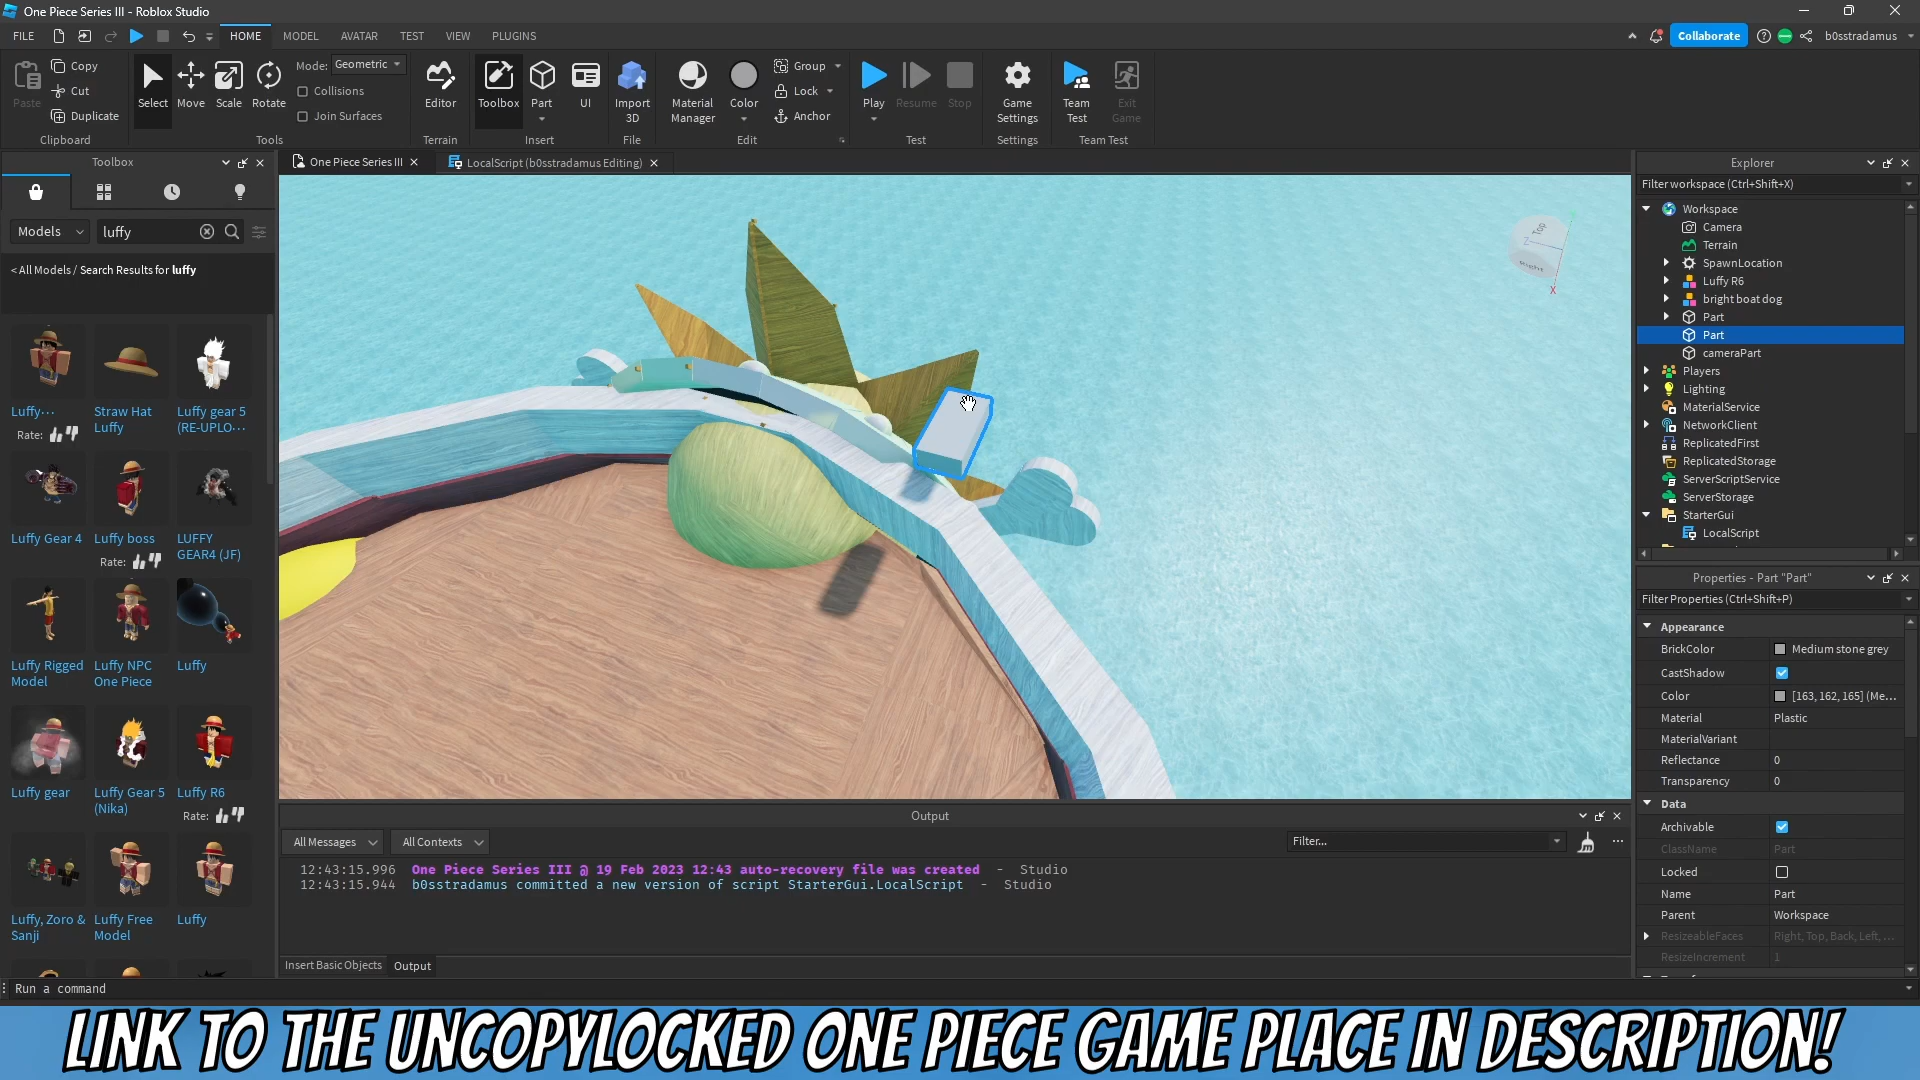 One Piece Series III - Roblox Studio
FILE
HOME
MODEL
AVATAR
TEST
VIEW
PLUGINS
Collaborate
b0sstradamus
Paste
Copy
Cut
Duplicate
Clipboard
Select
Move
Scale
Rotate
Mode: Geometric
Collisions
Join Surfaces
Tools
Editor
Terrain
Toolbox
Part
UI
Insert
Import 3D
File
Material Manager
Color
Group
Lock
Anchor
Edit
Play
Resume
Stop
Test
Game Settings
Settings
Team Test
Exit Game
Team Test
Toolbox
Models
luffy
< All Models / Search Results for luffy
Luffy...
Rate:
Straw Hat Luffy
Luffy gear 5 (RE-UPLO...
Luffy Gear 4
Luffy boss
Rate:
LUFFY GEAR4 (JF)
Luffy Rigged Model
Luffy NPC One Piece
Luffy
Luffy gear
Luffy Gear 5 (Nika)
Luffy R6
Rate:
Luffy, Zoro & Sanji
Luffy Free Model
Luffy
One Piece Series III
LocalScript (b0sstradamus Editing)
Top
Z
X
Output
All Messages
All Contexts
Filter...
12:43:15.996 One Piece Series III @ 19 Feb 2023 12:43 auto-recovery file was created - Studio
12:43:15.944 b0sstradamus committed a new version of script StarterGui.LocalScript - Studio
Insert Basic Objects
Output
Run a command
Explorer
Filter workspace (Ctrl+Shift+X)
Workspace
Camera
Terrain
SpawnLocation
Luffy R6
bright boat dog
Part
Part
cameraPart
Players
Lighting
MaterialService
NetworkClient
ReplicatedFirst
ReplicatedStorage
ServerScriptService
ServerStorage
StarterGui
LocalScript
Properties - Part "Part"
Filter Properties (Ctrl+Shift+P)
Appearance
BrickColor Medium stone grey
CastShadow
Color [163, 162, 165] (Me...
Material Plastic
MaterialVariant
Reflectance 0
Transparency 0
Data
Archivable
ClassName Part
Locked
Name Part
Parent Workspace
ResizeableFaces Right, Top, Back, Left, ...
ResizeIncrement 1
LINK TO THE UNCOPYLOCKED ONE PIECE GAME PLACE IN DESCRIPTION!